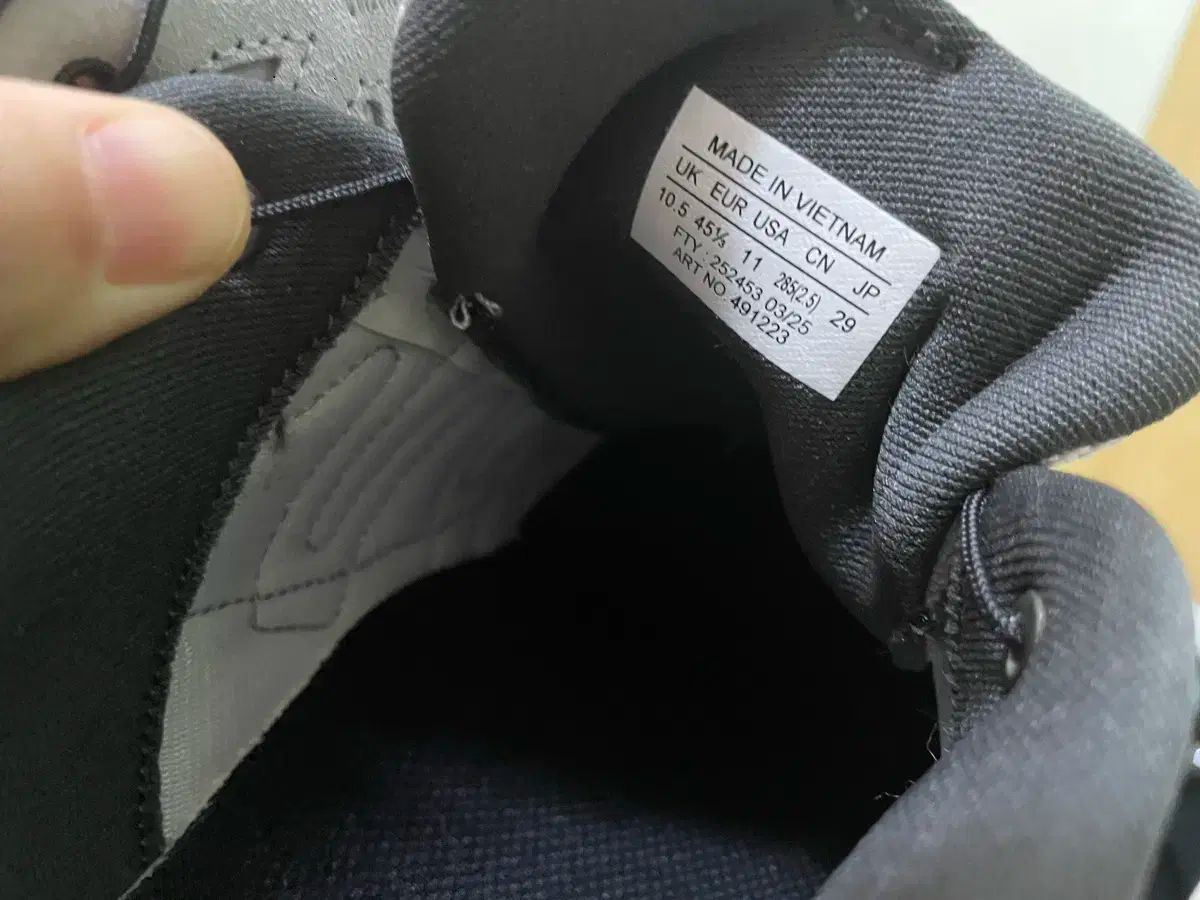 MADE IN VIETNAM
UK EUR USA CN JP
10.5 45⅓ 11 285(2.5) 29
FTY: 252453 03/25
ART NO. 491223